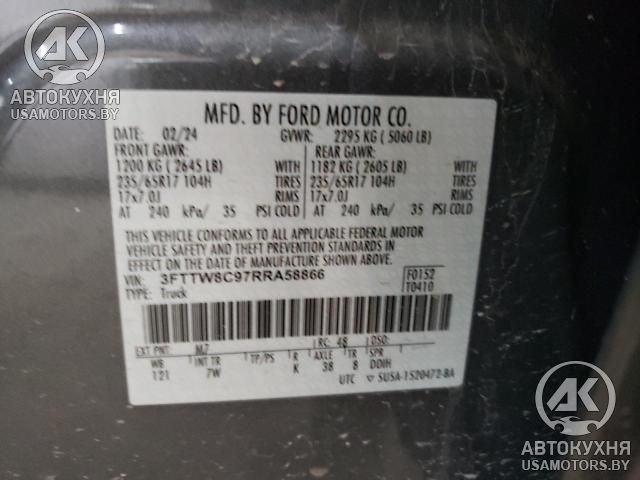 АК
АВТОКУХНЯ
USAMOTORS.BY
MFD. BY FORD MOTOR CO.
DATE: 02/24 GVWR: 2295 KG ( 5060 LB)
FRONT GAWR: REAR GAWR:
1200 KG ( 2645 LB) WITH 1182 KG ( 2605 LB) WITH
235/65R17 104H TIRES 235/65R17 104H TIRES
17x7.0J RIMS 17x7.0J RIMS
AT 240 kPa/ 35 PSI COLD AT 240 kPa/ 35 PSI COLD
THIS VEHICLE CONFORMS TO ALL APPLICABLE FEDERAL MOTOR
VEHICLE SAFETY AND THEFT PREVENTION STANDARDS IN
EFFECT ON THE DATE OF MANUFACTURE SHOWN ABOVE.
VIN: 3FTTW8C97RRA58866 F0152
TYPE: Truck T0410
EXT PNT: M7 RC: 48 DSO:
WB INT TR TP/PS R AXLE TR SPR
121 7W K 38 8 DDIH
UTC ▽ SU5A-1520472-BA
АК
АВТОКУХНЯ
USAMOTORS.BY